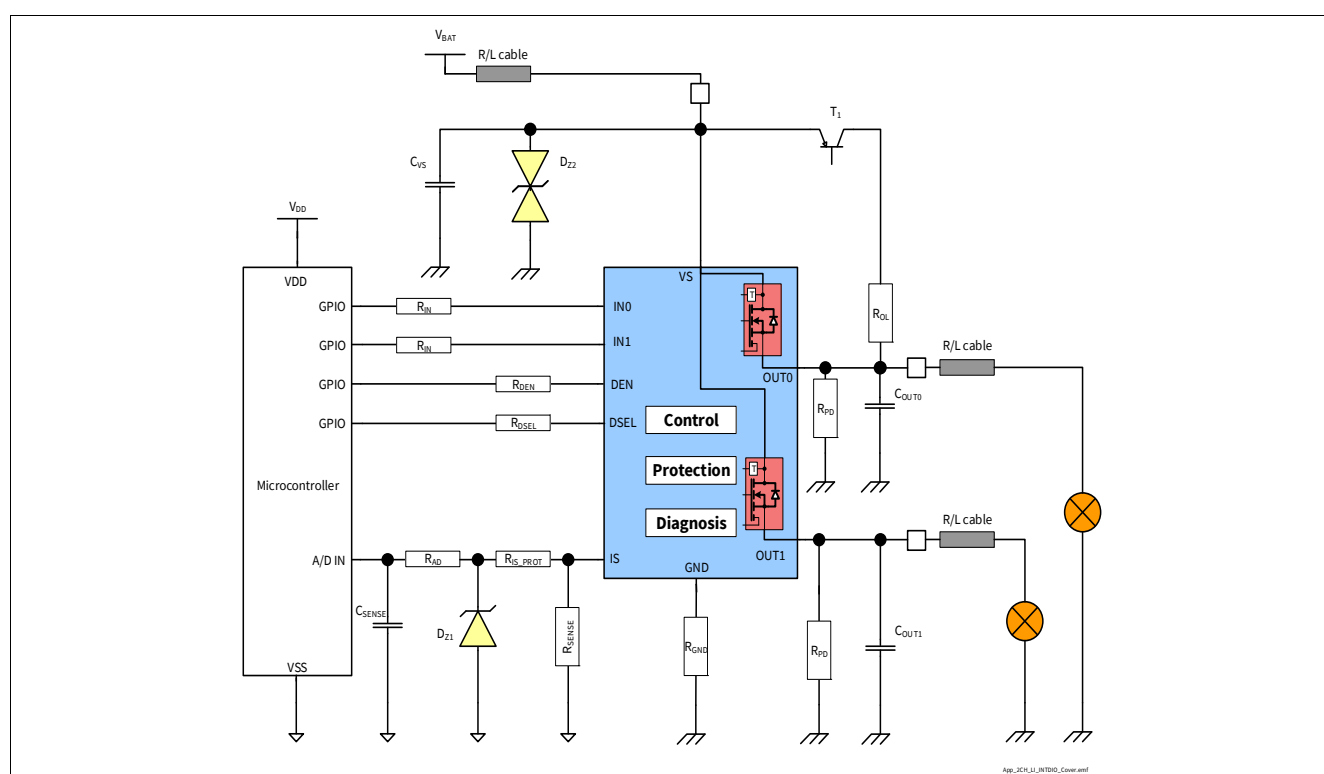 VBAT
R/L cable
T1
CVS
DZ2
VDD
VDD
VS
GPIO
RIN
IN0
T
ROL
GPIO
RIN
IN1
R/L cable
GPIO
RDEN
DEN
OUT0
RPD
COUT0
GPIO
RDSEL
DSEL
Control
Protection
T
Microcontroller
Diagnosis
R/L cable
A/D IN
RAD
RIS_PROT
IS
OUT1
GND
CSENSE
DZ1
RSENSE
RGND
RPD
COUT1
VSS
App_2CH_LI_INTDIO_Cover.emf